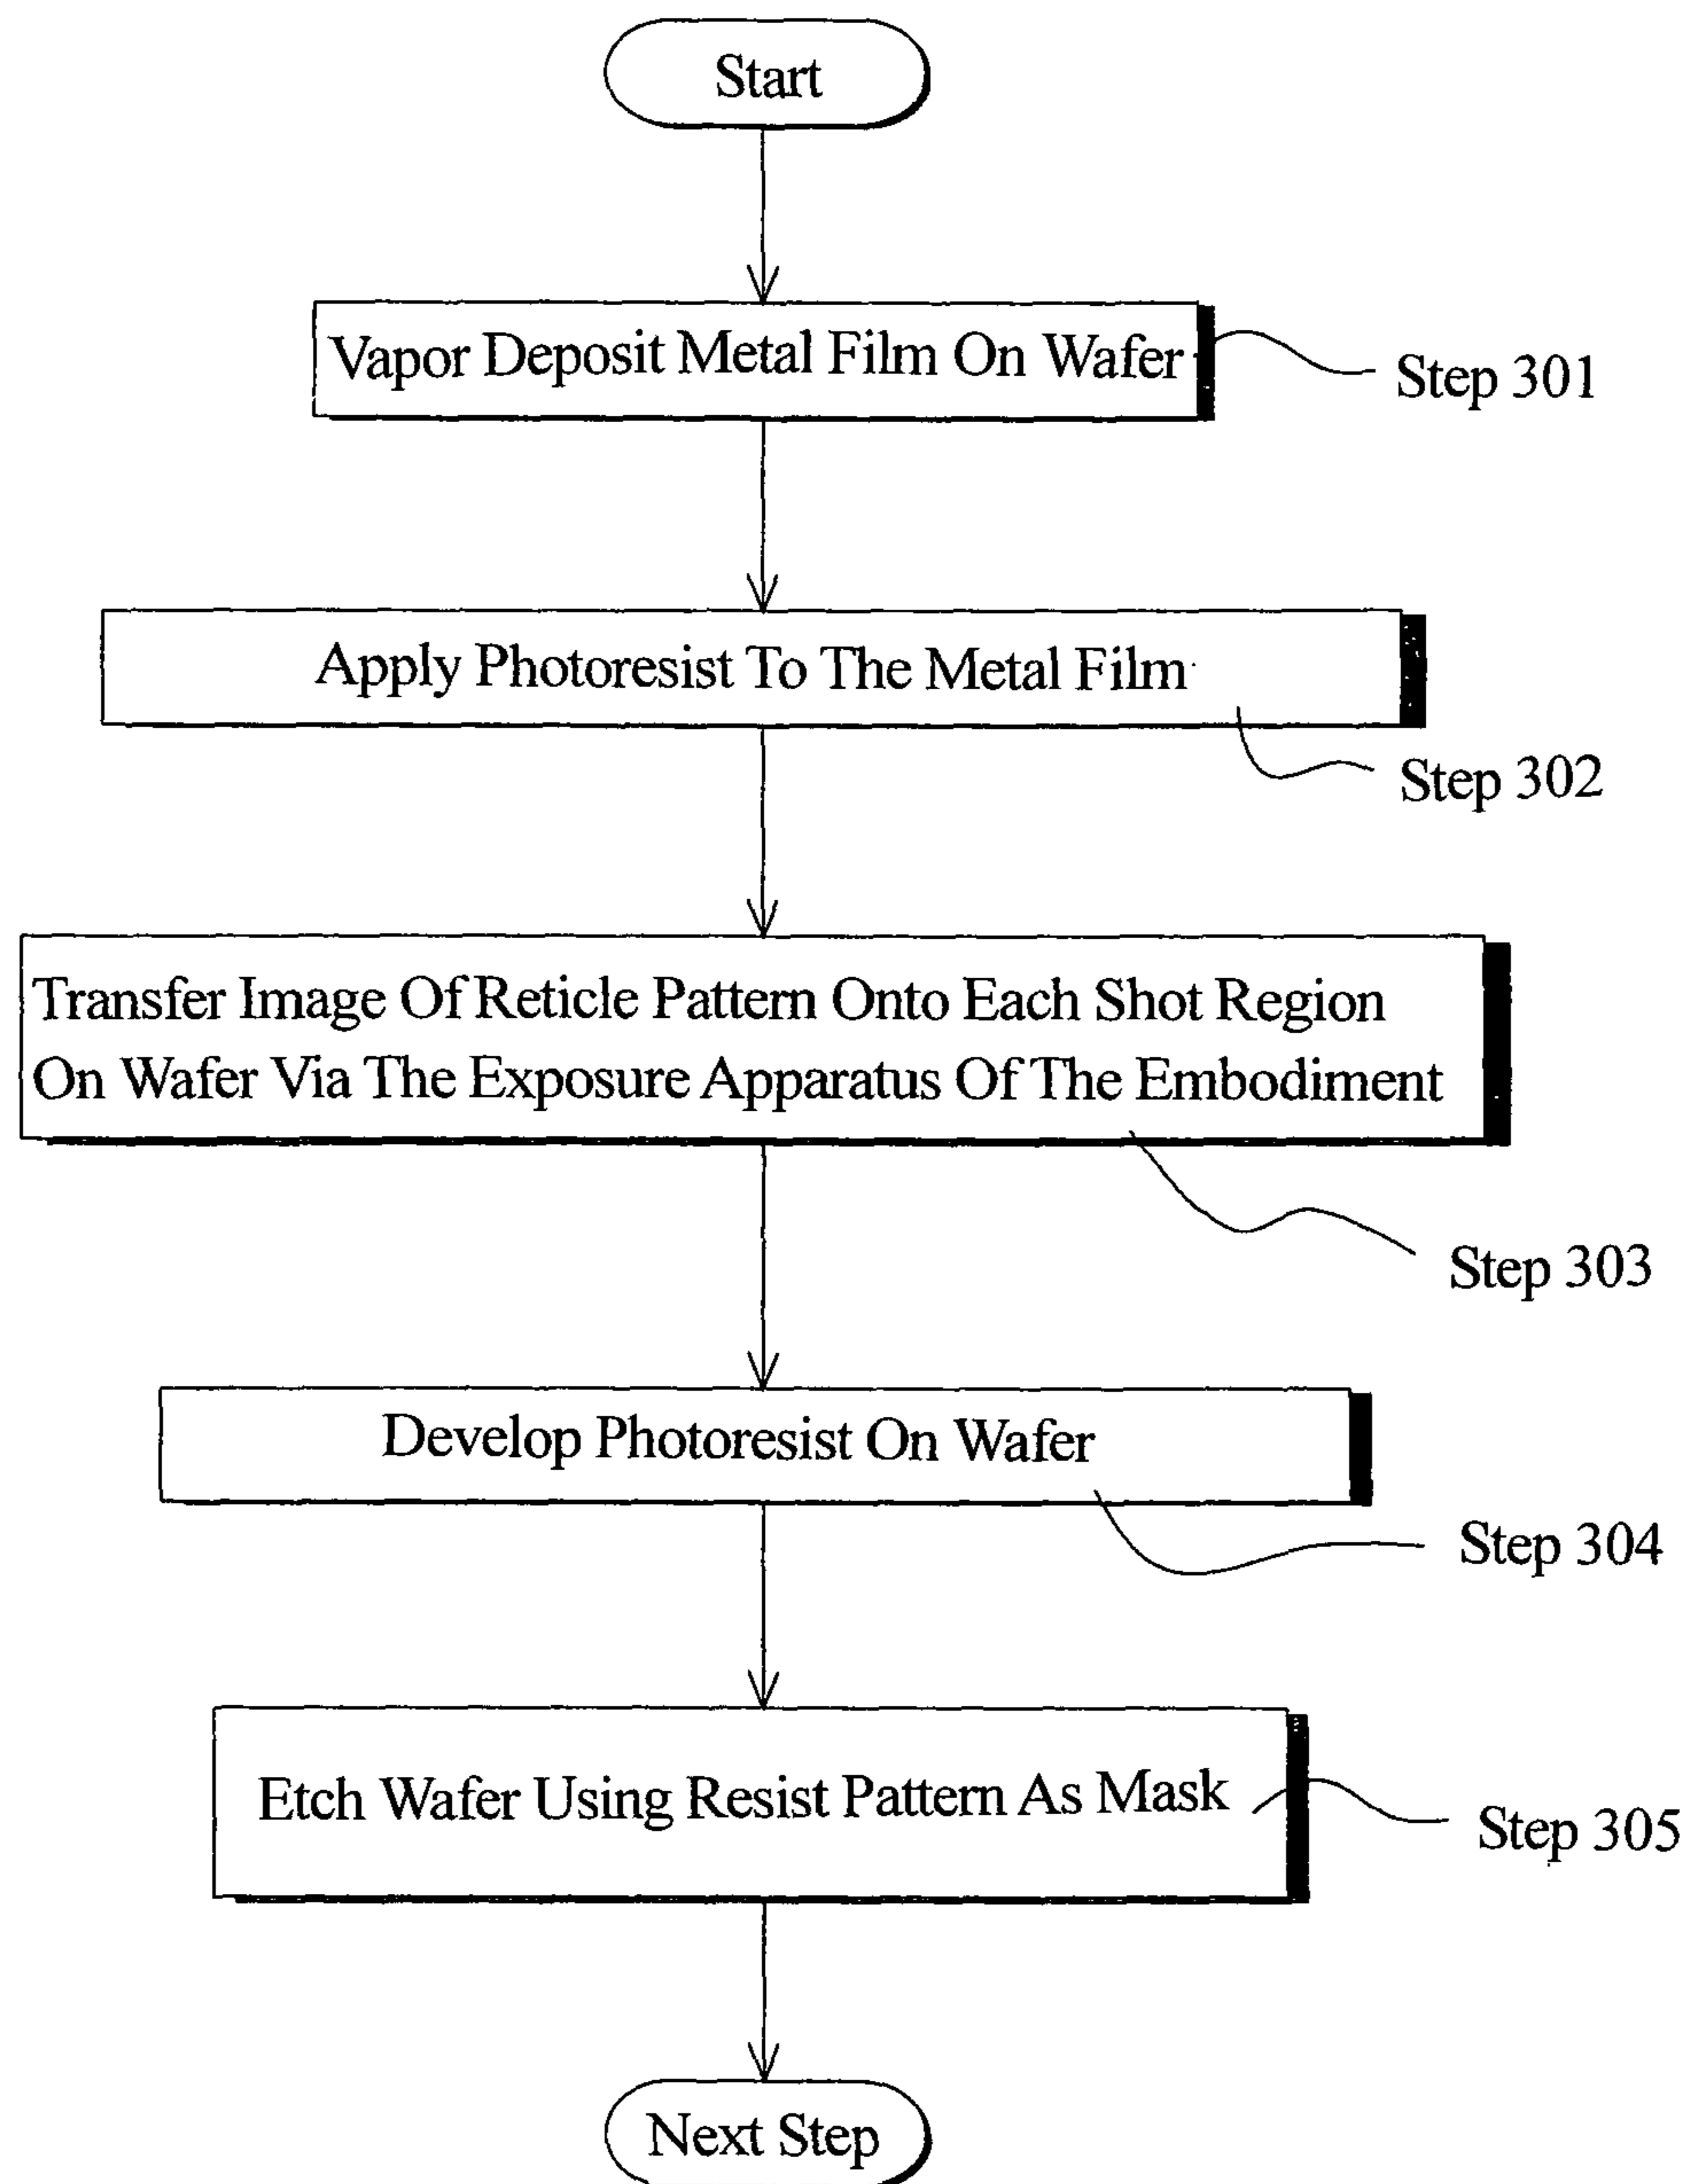 Start
Vapor Deposit Metal Film On Wafer
Step 301
Apply Photoresist To The Metal Film
Step 302
Transfer Image Of Reticle Pattern Onto Each Shot Region
On Wafer Via The Exposure Apparatus Of The Embodiment
Step 303
Develop Photoresist On Wafer
Step 304
Etch Wafer Using Resist Pattern As Mask
Step 305
Next Step